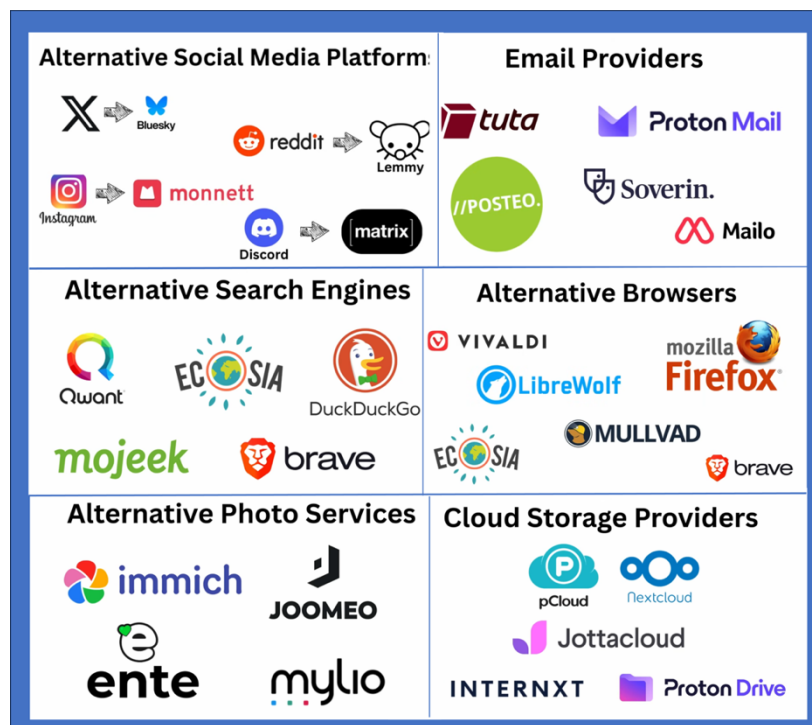 Alternative Social Media Platform:
X
Bluesky
reddit
Lemmy
Instagram
monnett
Discord
[matrix]
Email Providers
tuta
Proton Mail
//POSTEO.
Soverin.
Mailo
Alternative Search Engines
Qwant
ECOSIA
DuckDuckGo
mojeek
brave
Alternative Browsers
VIVALDI
mozilla
Firefox
LibreWolf
MULLVAD
ECOSIA
brave
Alternative Photo Services
immich
JOOMEO
e
ente
mylio
Cloud Storage Providers
P
pCloud
Nextcloud
Jottacloud
INTERNXT
Proton Drive